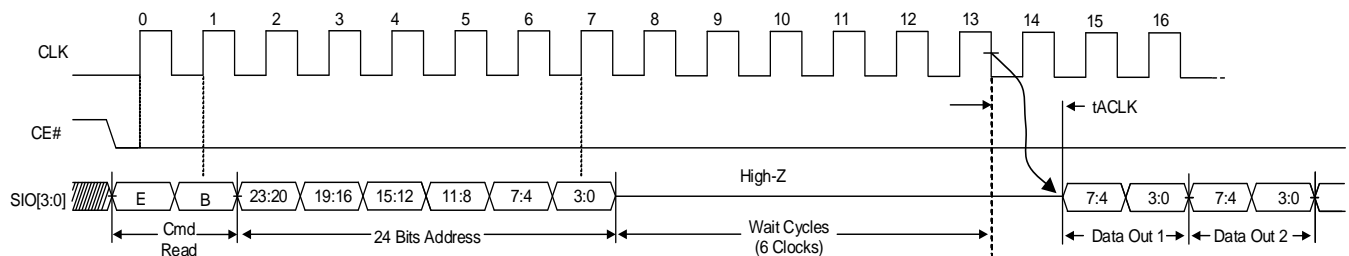 0 1 2 3 4 5 6 7 8 9 10 11 12 13 14 15 16
CLK
tACLK
CE#
High-Z
SIO[3:0] E B 23:20 19:16 15:12 11:8 7:4 3:0 7:4 3:0 7:4 3:0
Cmd 24 Bits Address Wait Cycles Data Out 1 Data Out 2
Read (6 Clocks)